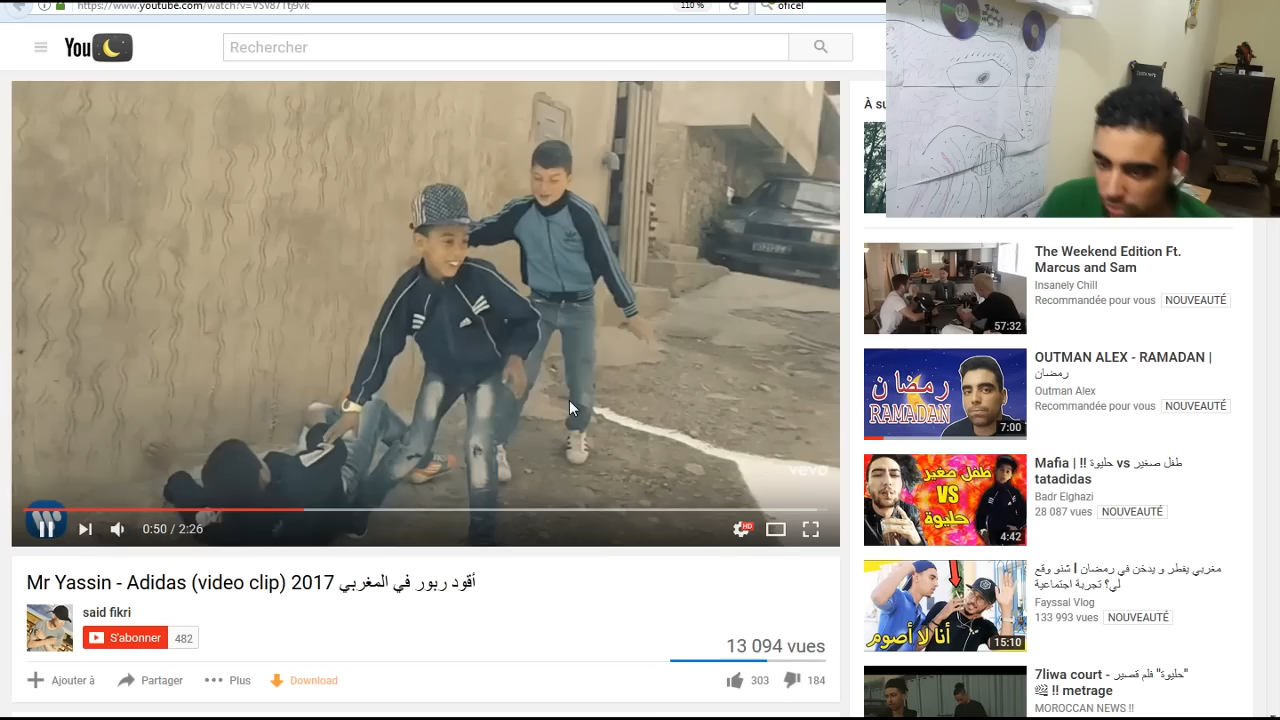 https://www.youtube.com/watch?v=VSV871tj9vk
110 %
oficel
You
Rechercher
À su
vevo
0:50 / 2:26
HD
Mr Yassin - Adidas (video clip) 2017 أقود ربور في المغربي
said fikri
S'abonner 482
13 094 vues
Ajouter à Partager Plus Download
303 184
The Weekend Edition Ft.
Marcus and Sam
Insanely Chill
Recommandée pour vous NOUVEAUTÉ
57:32
OUTMAN ALEX - RAMADAN |
رمضان
Outman Alex
Recommandée pour vous NOUVEAUTÉ
رمضان
RAMADAN
7:00
Mafia | !! حليوة vs طفل صغير
tatadidas
Badr Elghazi
28 087 vues NOUVEAUTÉ
طفل صغير
VS
حليوة
4:42
مغربي يفطر و يدخن في رمضان | شنو وقع
لي؟ تجربة اجتماعية
Fayssal Vlog
133 993 vues NOUVEAUTÉ
أنا لا أصوم
15:10
7liwa court - حليوة" فلم قصير"
!! metrage
MOROCCAN NEWS !!